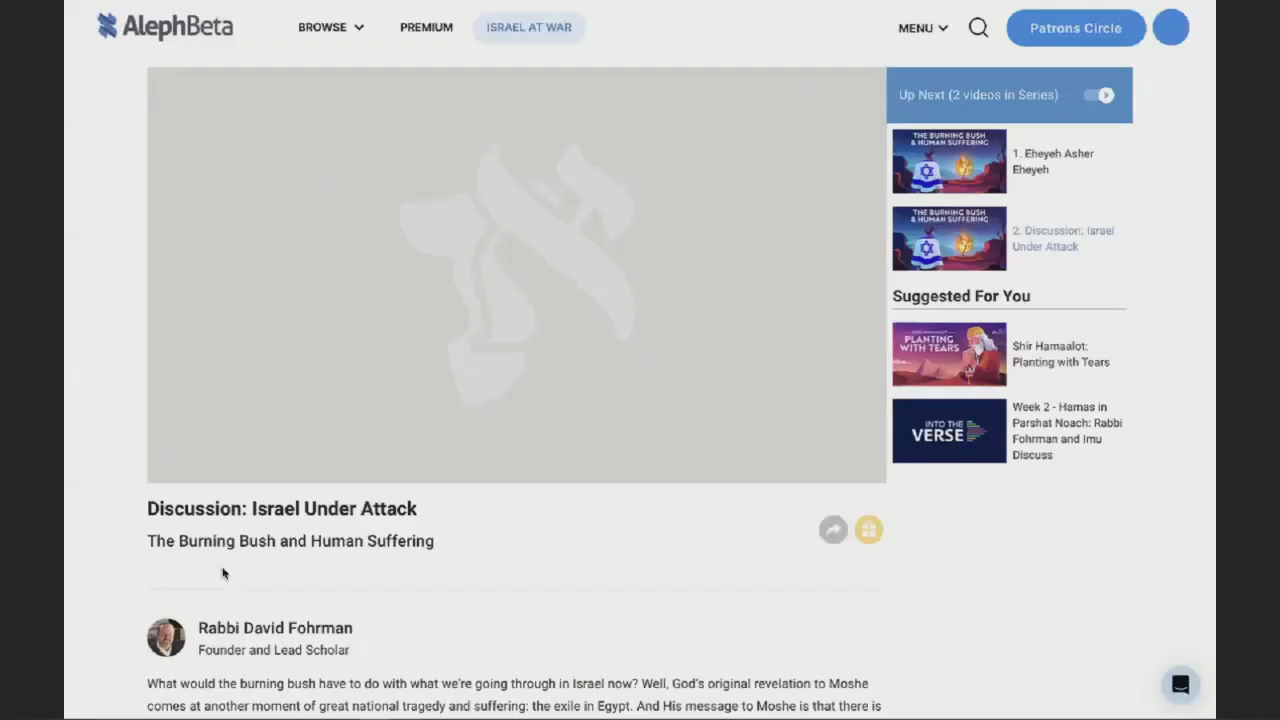 AlephBeta
BROWSE
PREMIUM
ISRAEL AT WAR
MENU
Patrons Circle
Up Next (2 videos in Series)
THE BURNING BUSH
& HUMAN SUFFERING
1. Eheyeh Asher
Eheyeh
THE BURNING BUSH
& HUMAN SUFFERING
2. Discussion: Israel
Under Attack
Suggested For You
PLANTING
WITH TEARS
Shir Hamaalot:
Planting with Tears
INTO THE
VERSE
Week 2 - Hamas in
Parshat Noach: Rabbi
Fohrman and Imu
Discuss
א
Discussion: Israel Under Attack
The Burning Bush and Human Suffering
Rabbi David Fohrman
Founder and Lead Scholar
What would the burning bush have to do with what we're going through in Israel now? Well, God's original revelation to Moshe
comes at another moment of great national tragedy and suffering: the exile in Egypt. And His message to Moshe is that there is